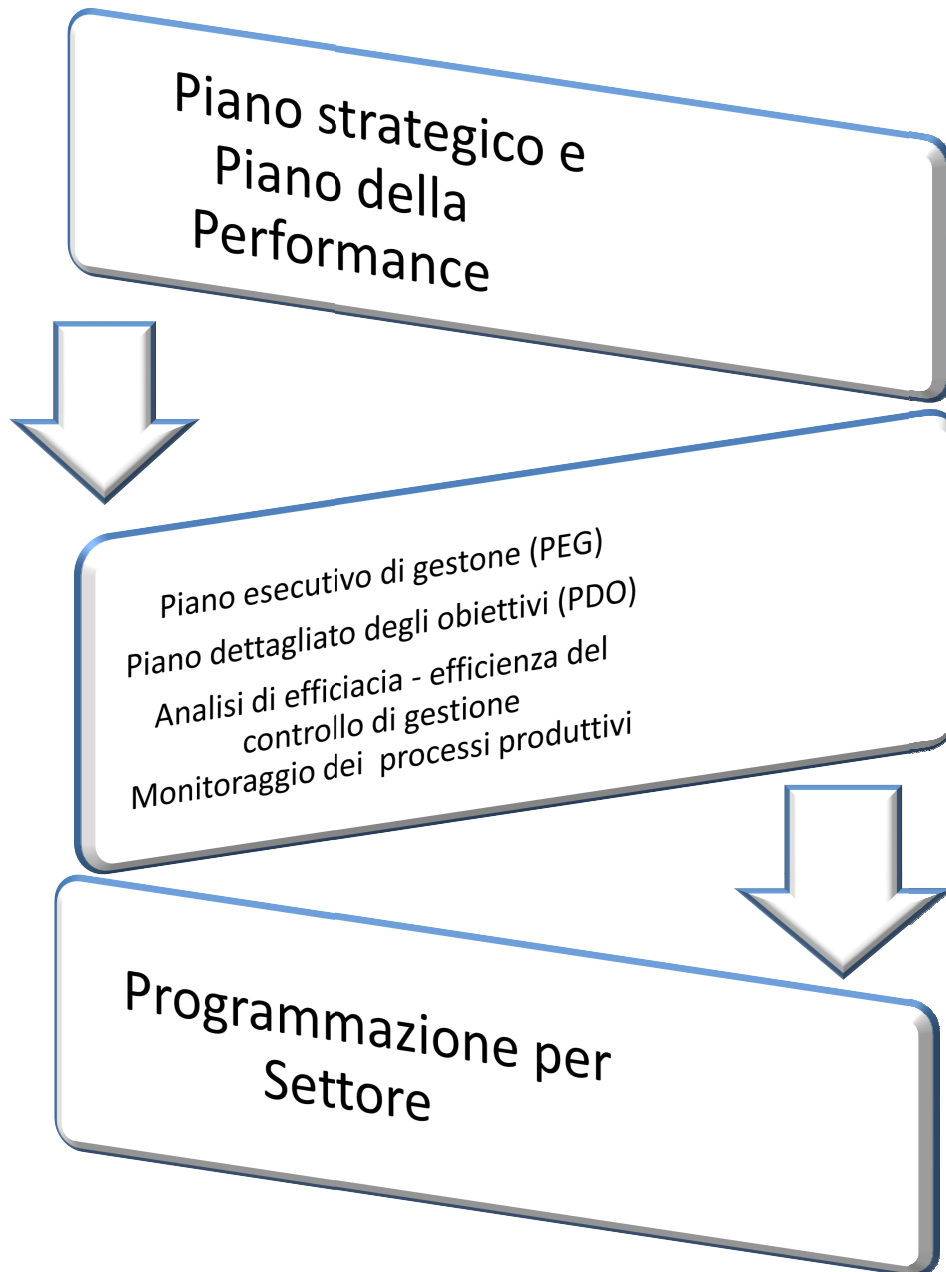 Piano strategico e
Piano della
Performance
Piano esecutivo di gestone (PEG)
Piano dettagliato degli obiettivi (PDO)
Analisi di efficiacia - efficienza del
controllo di gestione
Monitoraggio dei  processi produttivi
Programmazione per
Settore